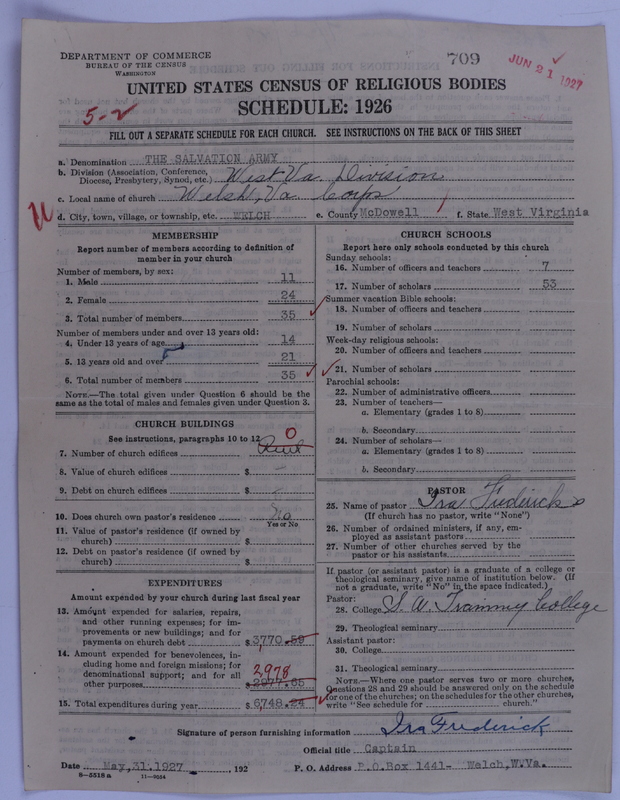 DEPARTMENT OF COMMERCE
BUREAU OF THE CENSUS
WASHINGTON
709
JUN 21 1927
UNITED STATES CENSUS OF RELIGIOUS BODIES
SCHEDULE: 1926
5-2
FILL OUT A SEPARATE SCHEDULE FOR EACH CHURCH. SEE INSTRUCTIONS ON THE BACK OF THIS SHEET
a. Denomination THE SALVATION ARMY
b. Division (Association, Conference, Diocese, Presbytery, Synod, etc.) West Va Division
c. Local name of church Welsh, Va. Corps
d. City, town, village, or township, etc. WELCH e. County McDowell f. State West Virginia
MEMBERSHIP
Report number of members according to definition of
member in your church
Number of members, by sex:
1. Male 11
2. Female 24
3. Total number of members 35
Number of members under and over 13 years old:
4. Under 13 years of age 14
5. 13 years old and over 21
6. Total number of members 35
NOTE.—The total given under Question 6 should be the
same as the total of males and females given under Question 3.
CHURCH BUILDINGS
See instructions, paragraphs 10 to 12
0
7. Number of church edifices Rent
8. Value of church edifices $
9. Debt on church edifices $
10. Does church own pastor's residence No
Yes or No
11. Value of pastor's residence (if owned by
church) $
12. Debt on pastor's residence (if owned by
church) $
EXPENDITURES
Amount expended by your church during last fiscal year
13. Amount expended for salaries, repairs,
and other running expenses; for im-
provements or new buildings; and for
payments on church debt $ 3770.59
14. Amount expended for benevolences, in-
cluding home and foreign missions; for
denominational support; and for all
2978
other purposes $ 2977.65
15. Total expenditures during year $ 6748.24
CHURCH SCHOOLS
Report here only schools conducted by this church
Sunday schools:
16. Number of officers and teachers 7
17. Number of scholars 53
Summer vacation Bible schools:
18. Number of officers and teachers
19. Number of scholars
Week-day religious schools:
20. Number of officers and teachers
21. Number of scholars
Parochial schools:
22. Number of administrative officers
23. Number of teachers—
a. Elementary (grades 1 to 8)
b. Secondary
24. Number of scholars—
a. Elementary (grades 1 to 8)
b. Secondary
PASTOR
25. Name of pastor Ira Frederick
(If church has no pastor, write "None")
26. Number of ordained ministers, if any, em-
ployed as assistant pastors
27. Number of other churches served by the
pastor or his assistants
If pastor (or assistant pastor) is a graduate of a college or
theological seminary, give name of institution below. (If
not a graduate, write "No" in the space indicated.)
Pastor:
28. College S. A. Training College
29. Theological seminary
Assistant pastor:
30. College
31. Theological seminary
NOTE.—Where one pastor serves two or more churches,
Questions 28 and 29 should be answered only on the schedule
for one of the churches; on the schedules for the other churches,
write "See schedule for church."
Signature of person furnishing information Ira Frederick
Official title Captain
Date May, 31.1927 , 192 P. O. Address P.O.Box 1441- Welch, W.Va.
8-5518 a 11-9034